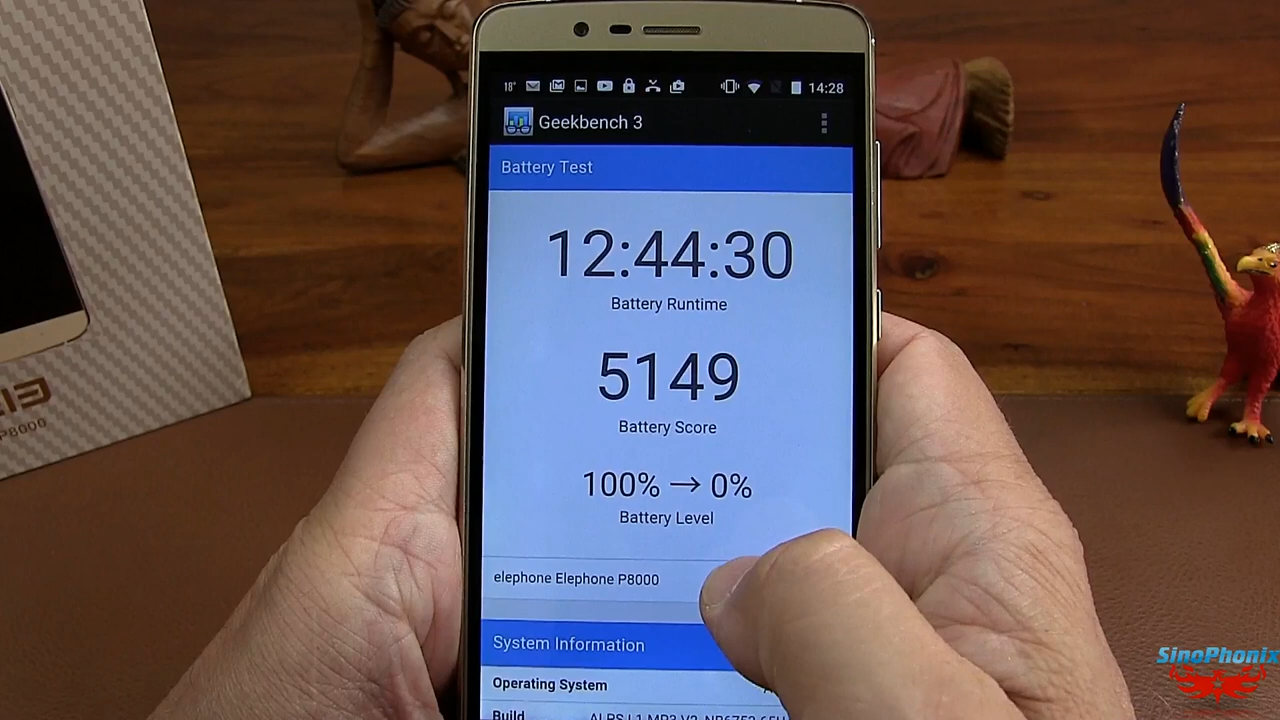 18°
14:28
Geekbench 3
Battery Test
12:44:30
Battery Runtime
5149
Battery Score
100% → 0%
Battery Level
elephone Elephone P8000
System Information
Operating System
Build
P8000
SinoPhonix